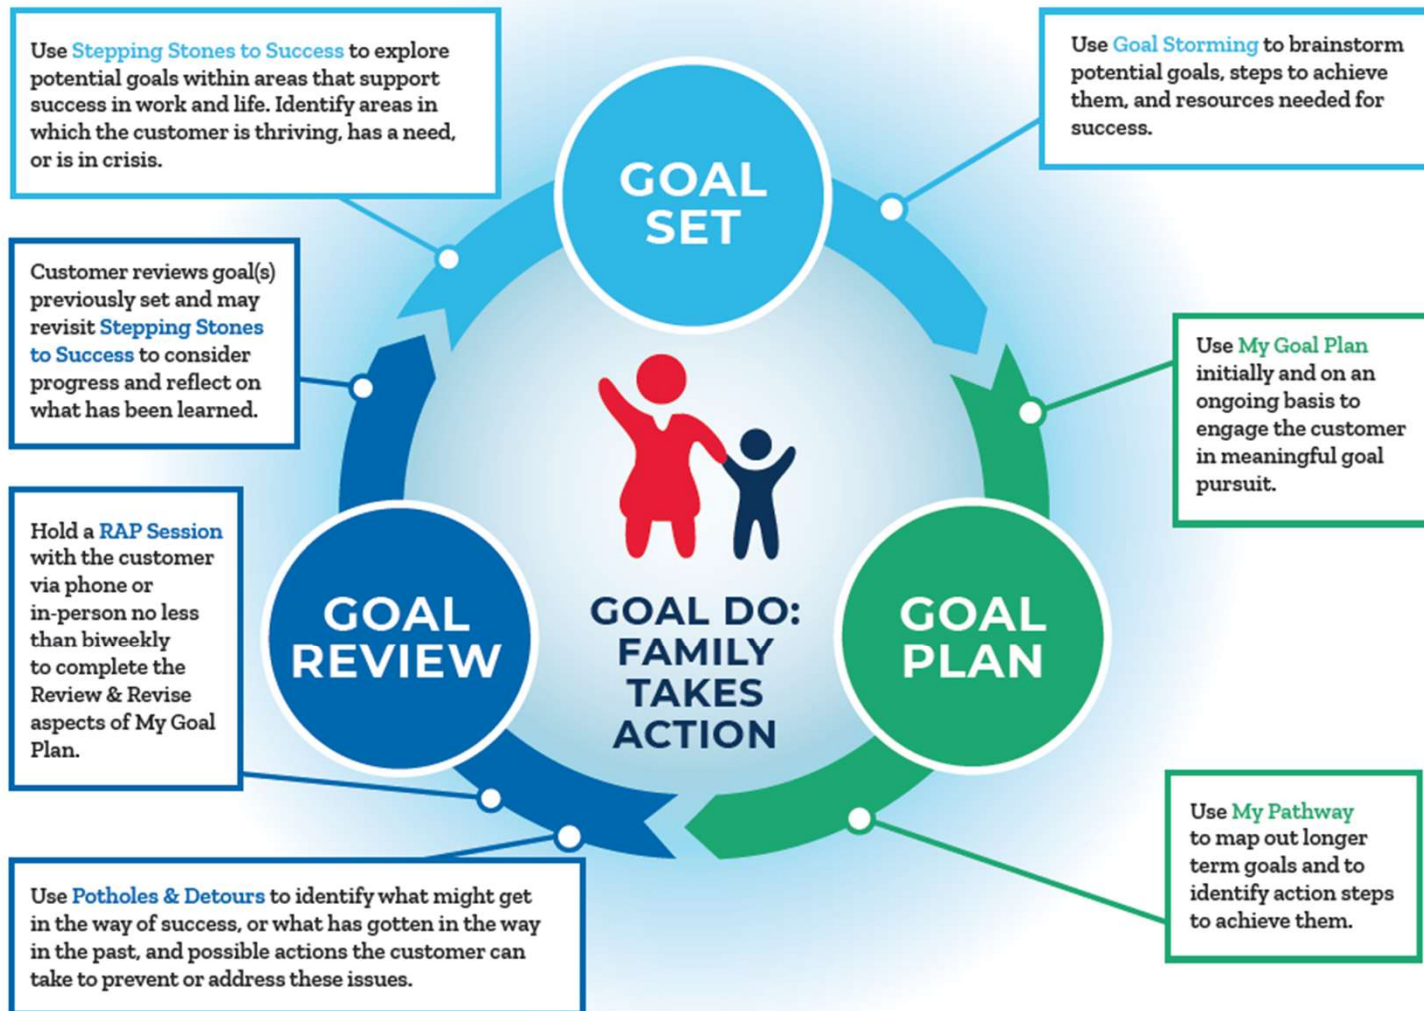 Use Stepping Stones to Success to explore
potential goals within areas that support
success in work and life. Identify areas in
which the customer is thriving, has a need,
or is in crisis.
Use Goal Storming to brainstorm
potential goals, steps to achieve
them, and resources needed for
success.
GOAL
SET
Customer reviews goal(s)
previously set and may
revisit Stepping Stones
to Success to consider
progress and reflect on
what has been learned.
Use My Goal Plan
initially and on an
ongoing basis to
engage the customer
in meaningful goal
pursuit.
Hold a RAP Session
with the customer
via phone or
in-person no less
than biweekly
to complete the
Review & Revise
aspects of My Goal
Plan.
GOAL
REVIEW
GOAL DO:
FAMILY
TAKES
ACTION
GOAL
PLAN
Use My Pathway
to map out longer
term goals and to
identify action steps
to achieve them.
Use Potholes & Detours to identify what might get
in the way of success, or what has gotten in the way
in the past, and possible actions the customer can
take to prevent or address these issues.